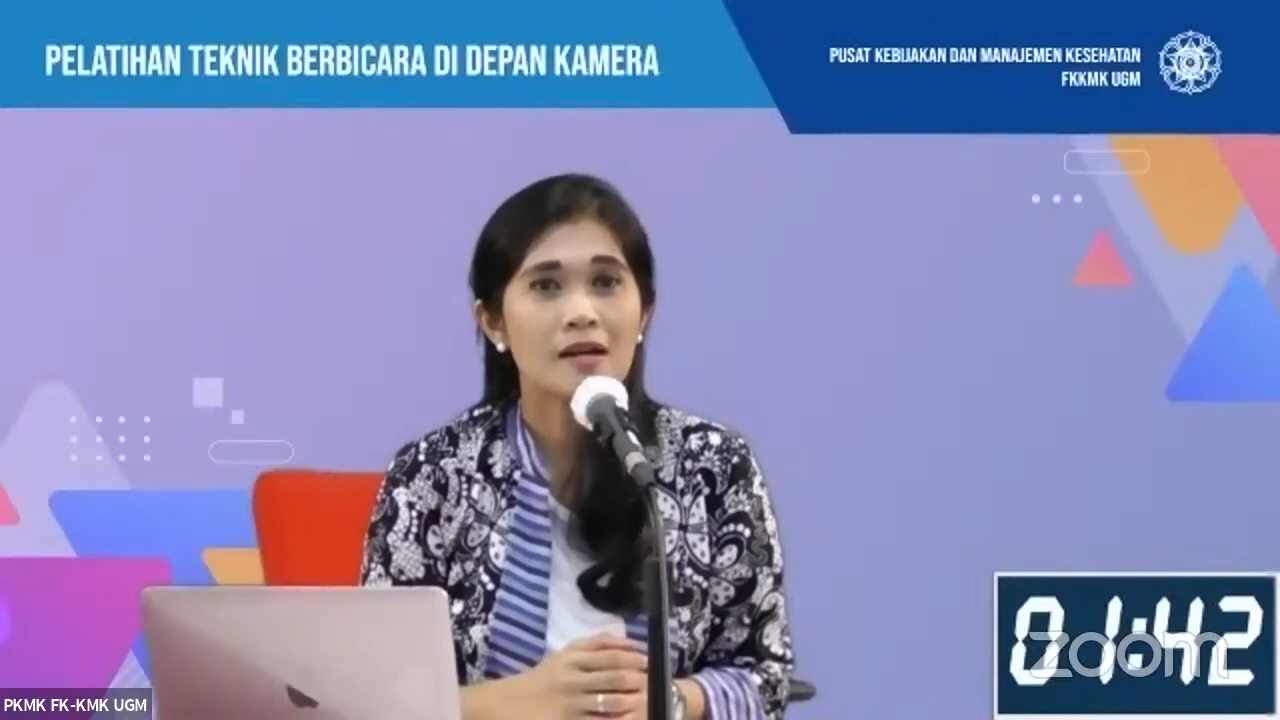 PELATIHAN TEKNIK BERBICARA DI DEPAN KAMERA
PUSAT KEBIJAKAN DAN MANAJEMEN KESEHATAN
FKKMK UGM
01:42
zoom
PKMK FK-KMK UGM